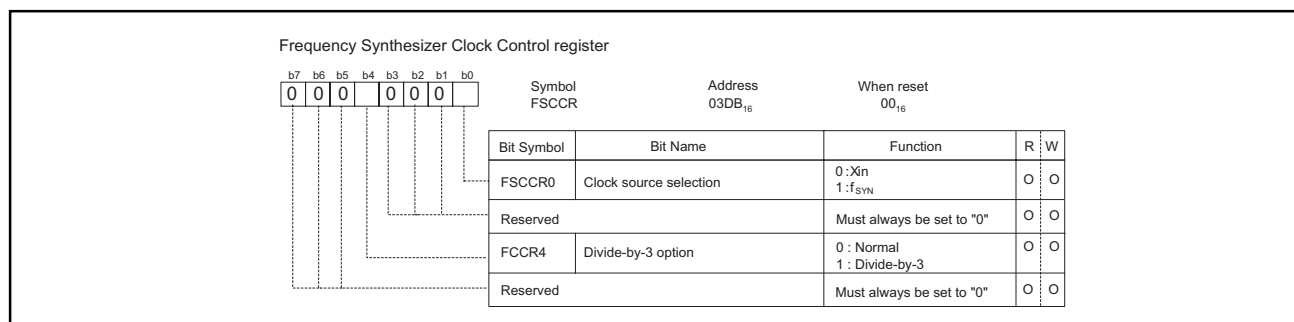 Frequency Synthesizer Clock Control register
b7 b6 b5 b4 b3 b2 b1 b0
0 0 0 0 0 0
Symbol Address When reset
FSCCR 03DB₁₆ 00₁₆
Bit Symbol Bit Name Function R W
FSCCR0 Clock source selection 0 :Xin O O
1 :fSYN
Reserved Must always be set to "0" O O
FCCR4 Divide-by-3 option 0 : Normal O O
1 : Divide-by-3
Reserved Must always be set to "0" O O